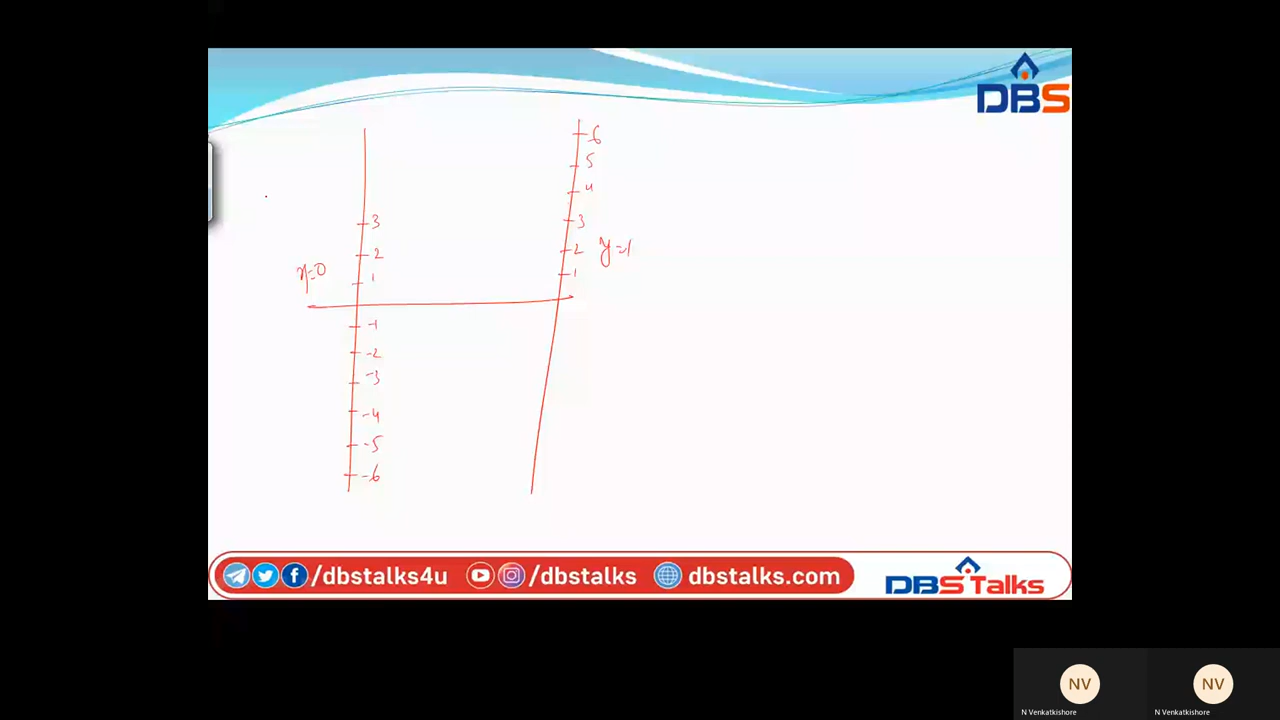 DBS
6
5
4
3
3
2
2
y=1
x=0
1
1
-1
-2
-3
-4
-5
-6
/dbstalks4u
/dbstalks
dbstalks.com
DBS Talks
NV
NV
N Venkatkishore
N Venkatkishore